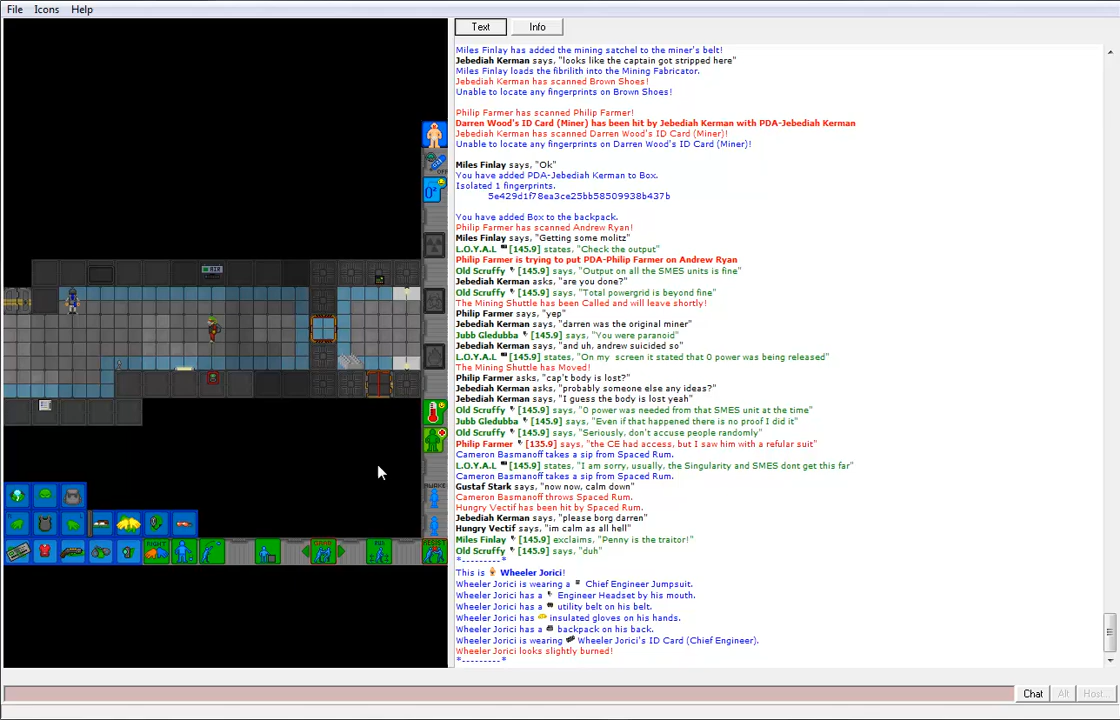 File Icons Help
Text Info
Miles Finlay has added the mining satchel to the miner's belt!
Jebediah Kerman says, "looks like the captain got stripped here"
Miles Finlay loads the fibrilith into the Mining Fabricator.
Jebediah Kerman has scanned Brown Shoes!
Unable to locate any fingerprints on Brown Shoes!
Philip Farmer has scanned Philip Farmer!
Darren Wood's ID Card (Miner) has been hit by Jebediah Kerman with PDA-Jebediah Kerman
Jebediah Kerman has scanned Darren Wood's ID Card (Miner)!
Unable to locate any fingerprints on Darren Wood's ID Card (Miner)!
Miles Finlay says, "Ok"
You have added PDA-Jebediah Kerman to Box.
Isolated 1 fingerprints.
5e429d1f78ea3ce25bb58509938b437b
You have added Box to the backpack.
Philip Farmer has scanned Andrew Ryan!
Miles Finlay says, "Getting some molitz"
L.O.Y.A.L [145.9] states, "Check the output"
Philip Farmer is trying to put PDA-Philip Farmer on Andrew Ryan
Old Scruffy [145.9] says, "Output on all the SMES units is fine"
Jebediah Kerman asks, "are you done?"
Old Scruffy [145.9] says, "Total powergrid is beyond fine"
The Mining Shuttle has been Called and will leave shortly!
Philip Farmer says, "yep"
Jebediah Kerman says, "darren was the original miner"
Jubb Gledubba [145.9] says, "You were paranoid"
Jebediah Kerman says, "and uh, andrew suicided so"
L.O.Y.A.L [145.9] states, "On my screen it stated that 0 power was being released"
The Mining Shuttle has Moved!
Philip Farmer asks, "cap't body is lost?"
Jebediah Kerman asks, "probably someone else any ideas?"
Jebediah Kerman says, "I guess the body is lost yeah"
Old Scruffy [145.9] says, "0 power was needed from that SMES unit at the time"
Jubb Gledubba [145.9] says, "Even if that happened there is no proof I did it"
Old Scruffy [145.9] says, "Seriously, don't accuse people randomly"
Philip Farmer [135.9] says, "the CE had access, but I saw him with a refular suit"
Cameron Basmanoff takes a sip from Spaced Rum.
L.O.Y.A.L [145.9] states, "I am sorry, usually, the Singularity and SMES dont get this far"
Cameron Basmanoff takes a sip from Spaced Rum.
Gustaf Stark says, "now now, calm down"
Cameron Basmanoff throws Spaced Rum.
Hungry Vectif has been hit by Spaced Rum.
Jebediah Kerman says, "please borg darren"
Hungry Vectif says, "im calm as all hell"
Miles Finlay exclaims, "Penny is the traitor!"
Old Scruffy [145.9] says, "duh"
*---------*
This is Wheeler Jorici!
Wheeler Jorici is wearing a Chief Engineer Jumpsuit.
Wheeler Jorici has a Engineer Headset by his mouth.
Wheeler Jorici has a utility belt on his belt.
Wheeler Jorici has insulated gloves on his hands.
Wheeler Jorici has a backpack on his back.
Wheeler Jorici is wearing Wheeler Jorici's ID Card (Chief Engineer).
Wheeler Jorici looks slightly burned!
*---------*
AIR
OFF
AWAKE
RIGHT GRAB RESIST
Chat Alt Host...